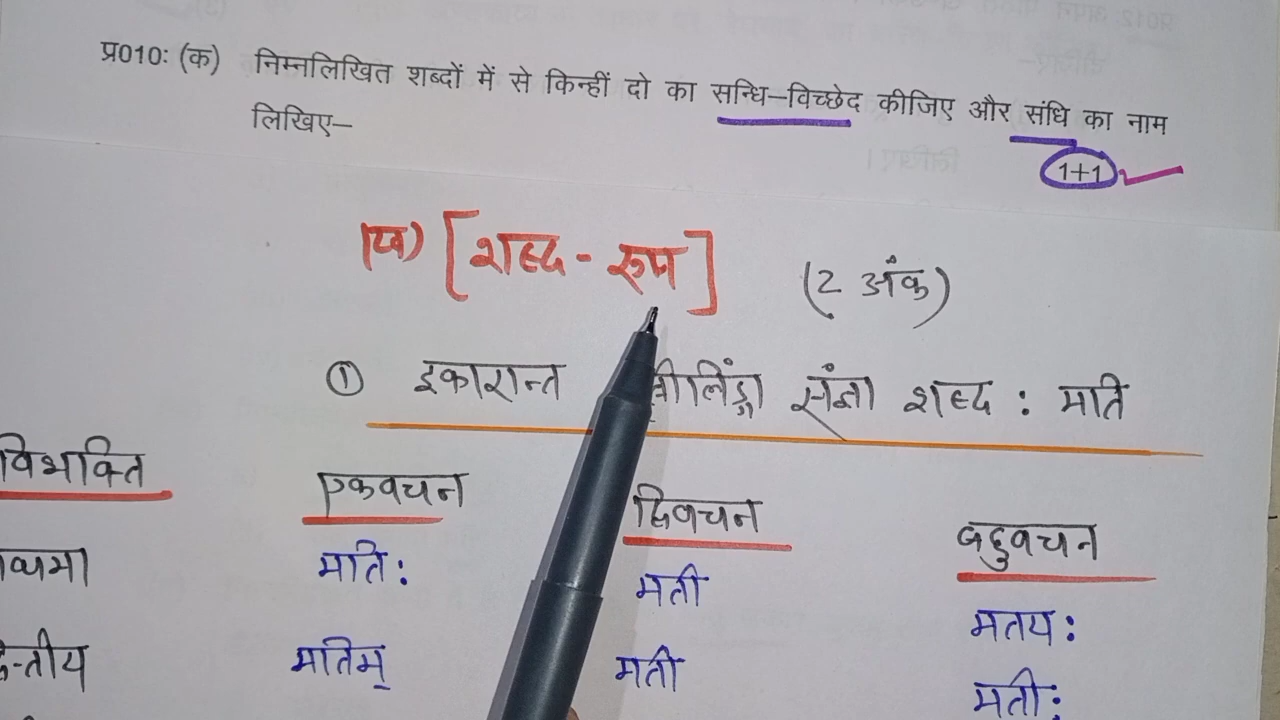 प्र010: (क) निम्नलिखित शब्दों में से किन्हीं दो का सन्धि–विच्छेद कीजिए और संधि का नाम
लिखिए–
1+1
(ख) [शब्द - रूप] (2 अंक)
① इकारान्त स्त्रीलिंङ्ग संज्ञा शब्द : मति
विभक्ति एकवचन द्विवचन बहुवचन
मतिः मती मतयः
मतिम् मती मतीः